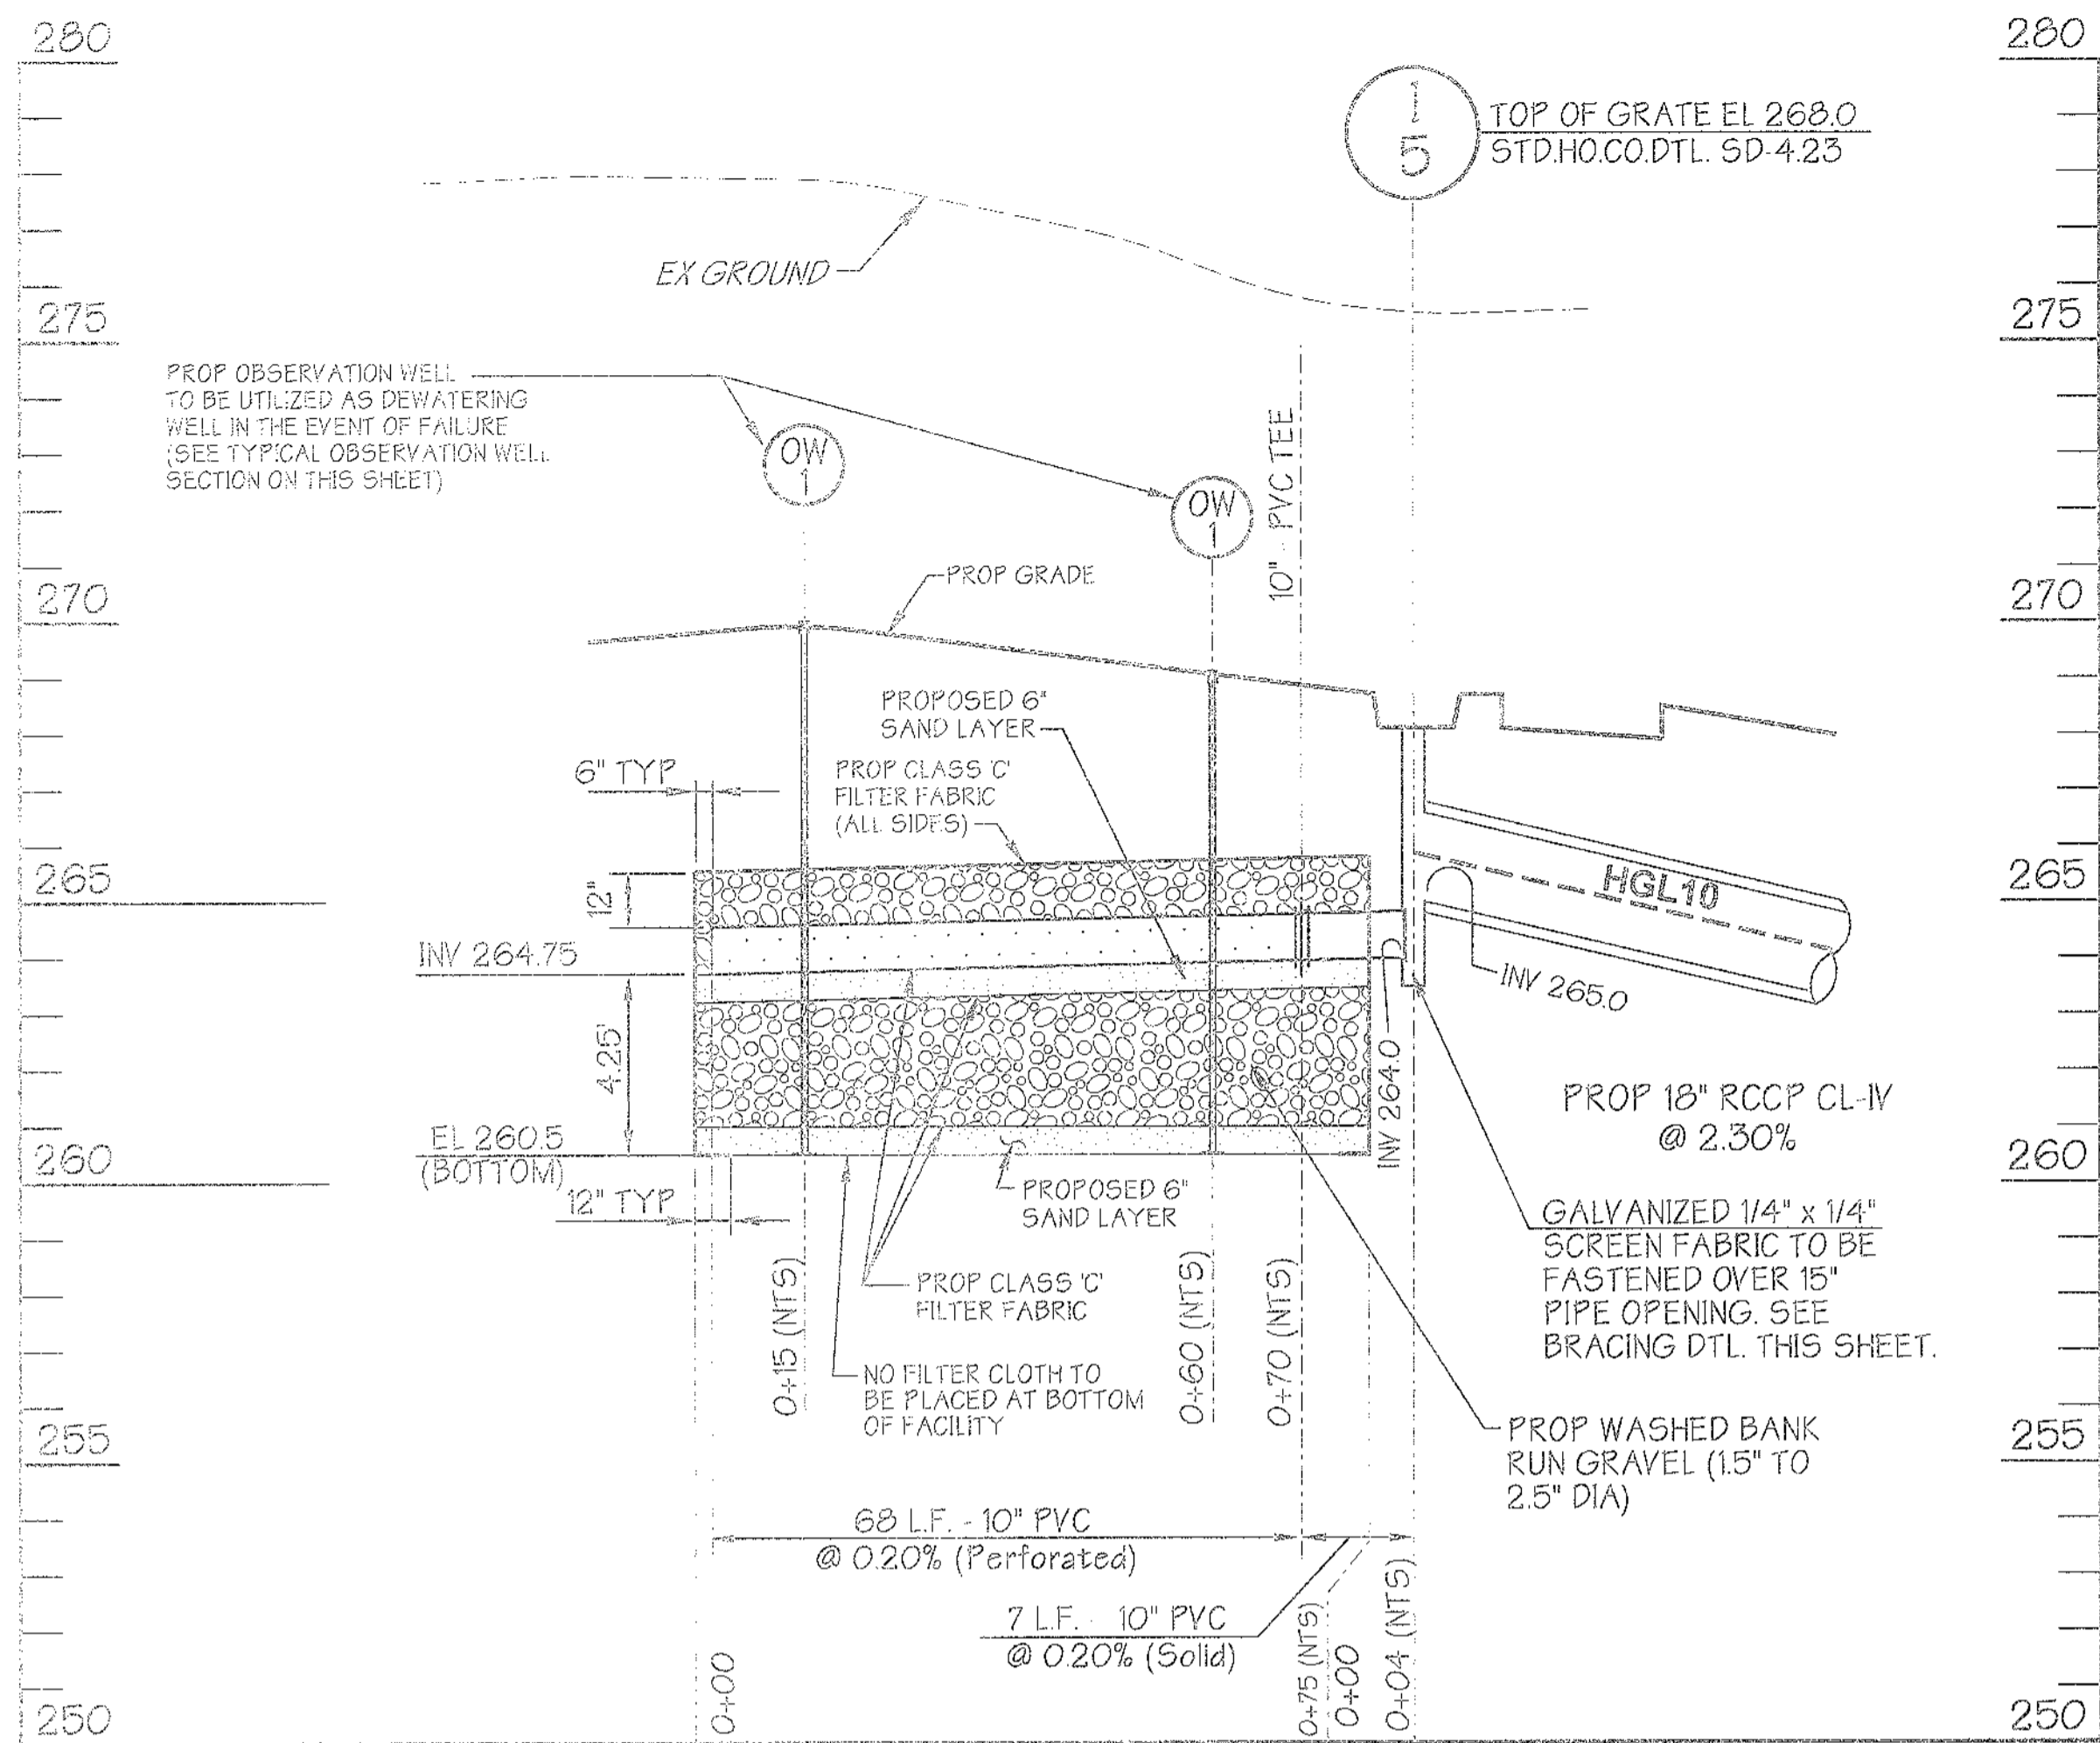 280
280
1
5
TOP OF GRATE EL 268.0
STD.HO.CO.DTL. SD-4.23
EX GROUND
275
275
PROP OBSERVATION WELL
TO BE UTILIZED AS DEWATERING
WELL IN THE EVENT OF FAILURE
(SEE TYPICAL OBSERVATION WELL
SECTION ON THIS SHEET)
OW
1
OW
1
10" PVC TEE
PROP GRADE
270
270
PROPOSED 6"
SAND LAYER
6" TYP
PROP CLASS 'C'
FILTER FABRIC
(ALL SIDES)
265
265
12"
HGL10
INV 264.75
INV 265.0
4.25'
INV 264.0
PROP 18" RCCP CL-IV
@ 2.30%
EL 260.5
(BOTTOM)
260
260
12" TYP
PROPOSED 6"
SAND LAYER
GALVANIZED 1/4" x 1/4"
SCREEN FABRIC TO BE
FASTENED OVER 15"
PIPE OPENING. SEE
BRACING DTL. THIS SHEET.
0+15 (NTS)
PROP CLASS 'C'
FILTER FABRIC
0+60 (NTS)
0+70 (NTS)
NO FILTER CLOTH TO
BE PLACED AT BOTTOM
OF FACILITY
255
255
PROP WASHED BANK
RUN GRAVEL (1.5" TO
2.5" DIA)
68 L.F. - 10" PVC
@ 0.20% (Perforated)
7 L.F. - 10" PVC
@ 0.20% (Solid)
0+00
0+75 (NTS)
0+00
0+04 (NTS)
250
250